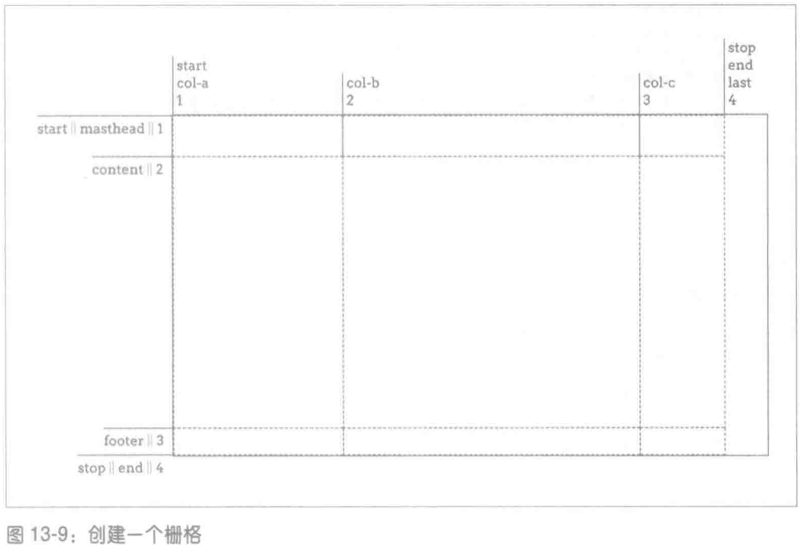 start
col-a
1
col-b
2
col-c
3
stop
end
last
4
start || masthead || 1
content || 2
footer || 3
stop || end || 4
图 13-9：创建一个栅格